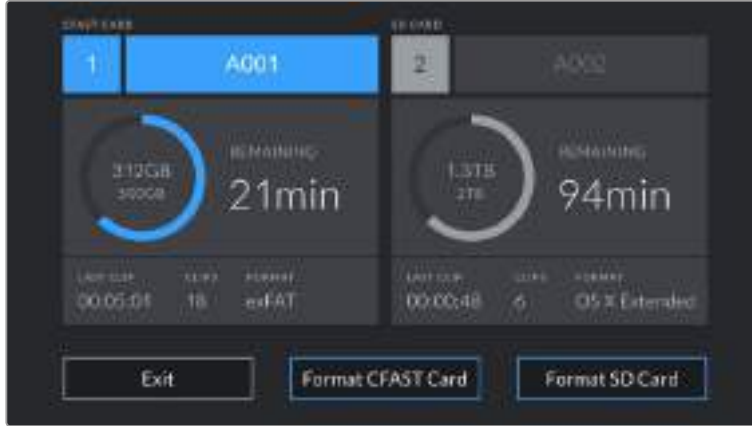 CFAST CARD
SD CARD
1
A001
2
A002
312GB
REMAINING
21min
1.3TB
2TB
REMAINING
94min
LAST CLIP
CLIPS
FORMAT
00:05:01
18
exFAT
LAST CLIP
CLIPS
FORMAT
00:00:48
6
OS X Extended
Exit
Format CFAST Card
Format SD Card